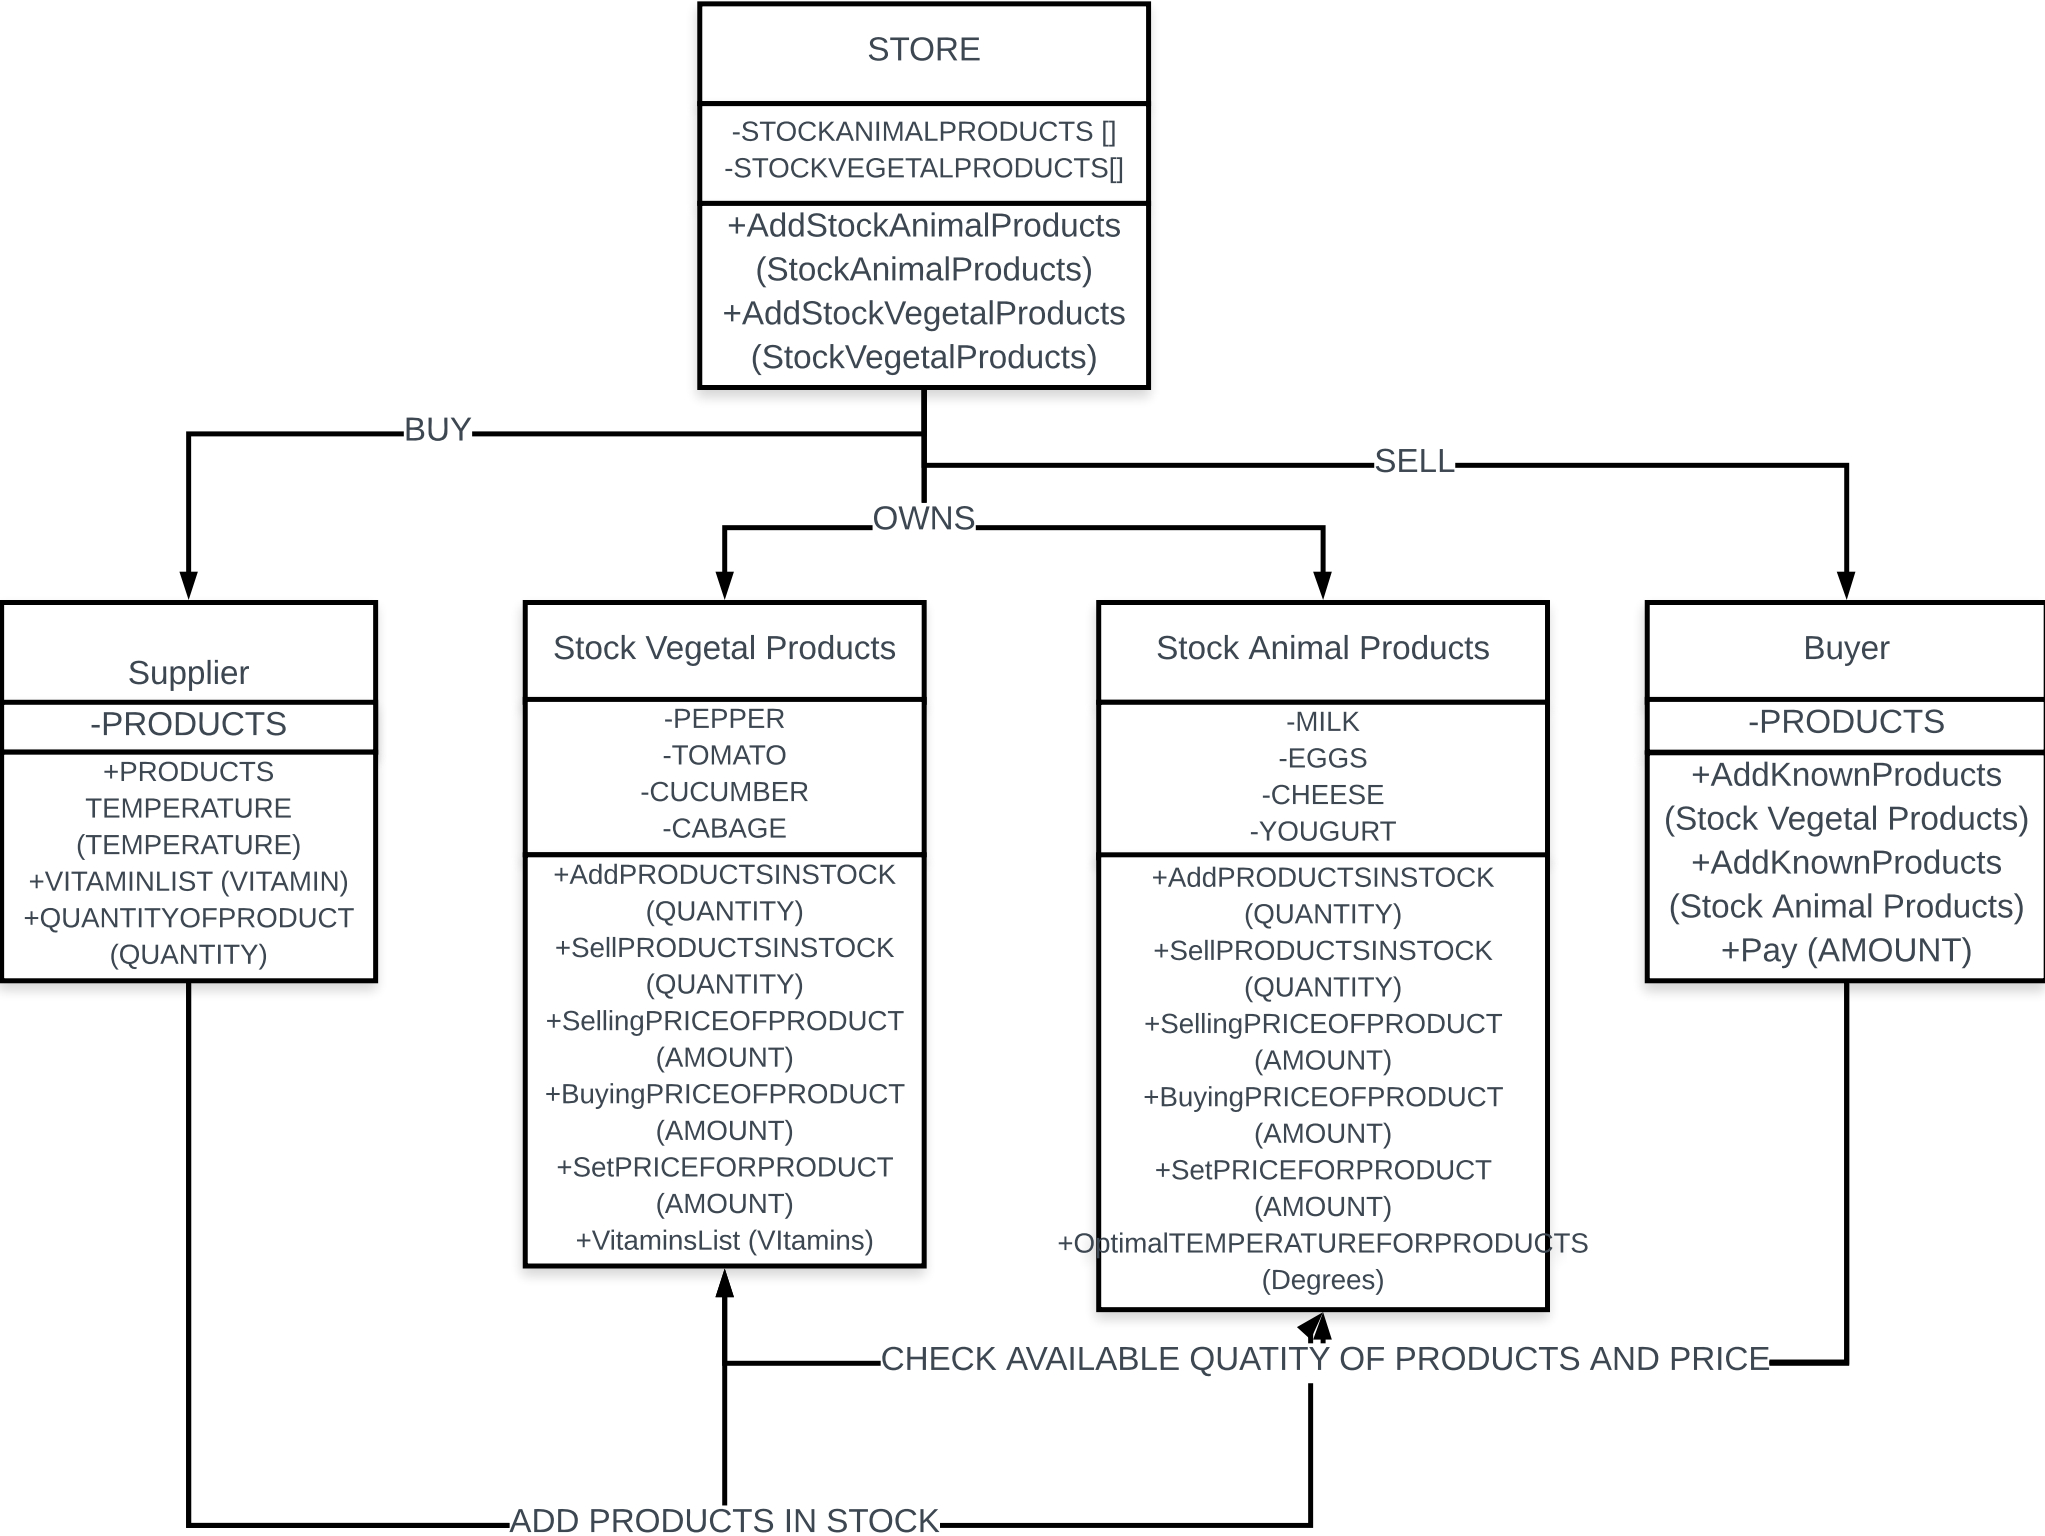 STORE
-STOCKANIMALPRODUCTS []
-STOCKVEGETALPRODUCTS[]
+AddStockAnimalProducts
(StockAnimalProducts)
+AddStockVegetalProducts
(StockVegetalProducts)
BUY
SELL
OWNS
Supplier
-PRODUCTS
+PRODUCTS
TEMPERATURE
(TEMPERATURE)
+VITAMINLIST (VITAMIN)
+QUANTITYOFPRODUCT
(QUANTITY)
Stock Vegetal Products
-PEPPER
-TOMATO
-CUCUMBER
-CABAGE
+AddPRODUCTSINSTOCK
(QUANTITY)
+SellPRODUCTSINSTOCK
(QUANTITY)
+SellingPRICEOFPRODUCT
(AMOUNT)
+BuyingPRICEOFPRODUCT
(AMOUNT)
+SetPRICEFORPRODUCT
(AMOUNT)
+VitaminsList (VItamins)
Stock Animal Products
-MILK
-EGGS
-CHEESE
-YOUGURT
+AddPRODUCTSINSTOCK
(QUANTITY)
+SellPRODUCTSINSTOCK
(QUANTITY)
+SellingPRICEOFPRODUCT
(AMOUNT)
+BuyingPRICEOFPRODUCT
(AMOUNT)
+SetPRICEFORPRODUCT
(AMOUNT)
+OptimalTEMPERATUREFORPRODUCTS
(Degrees)
Buyer
-PRODUCTS
+AddKnownProducts
(Stock Vegetal Products)
+AddKnownProducts
(Stock Animal Products)
+Pay (AMOUNT)
CHECK AVAILABLE QUATITY OF PRODUCTS AND PRICE
ADD PRODUCTS IN STOCK